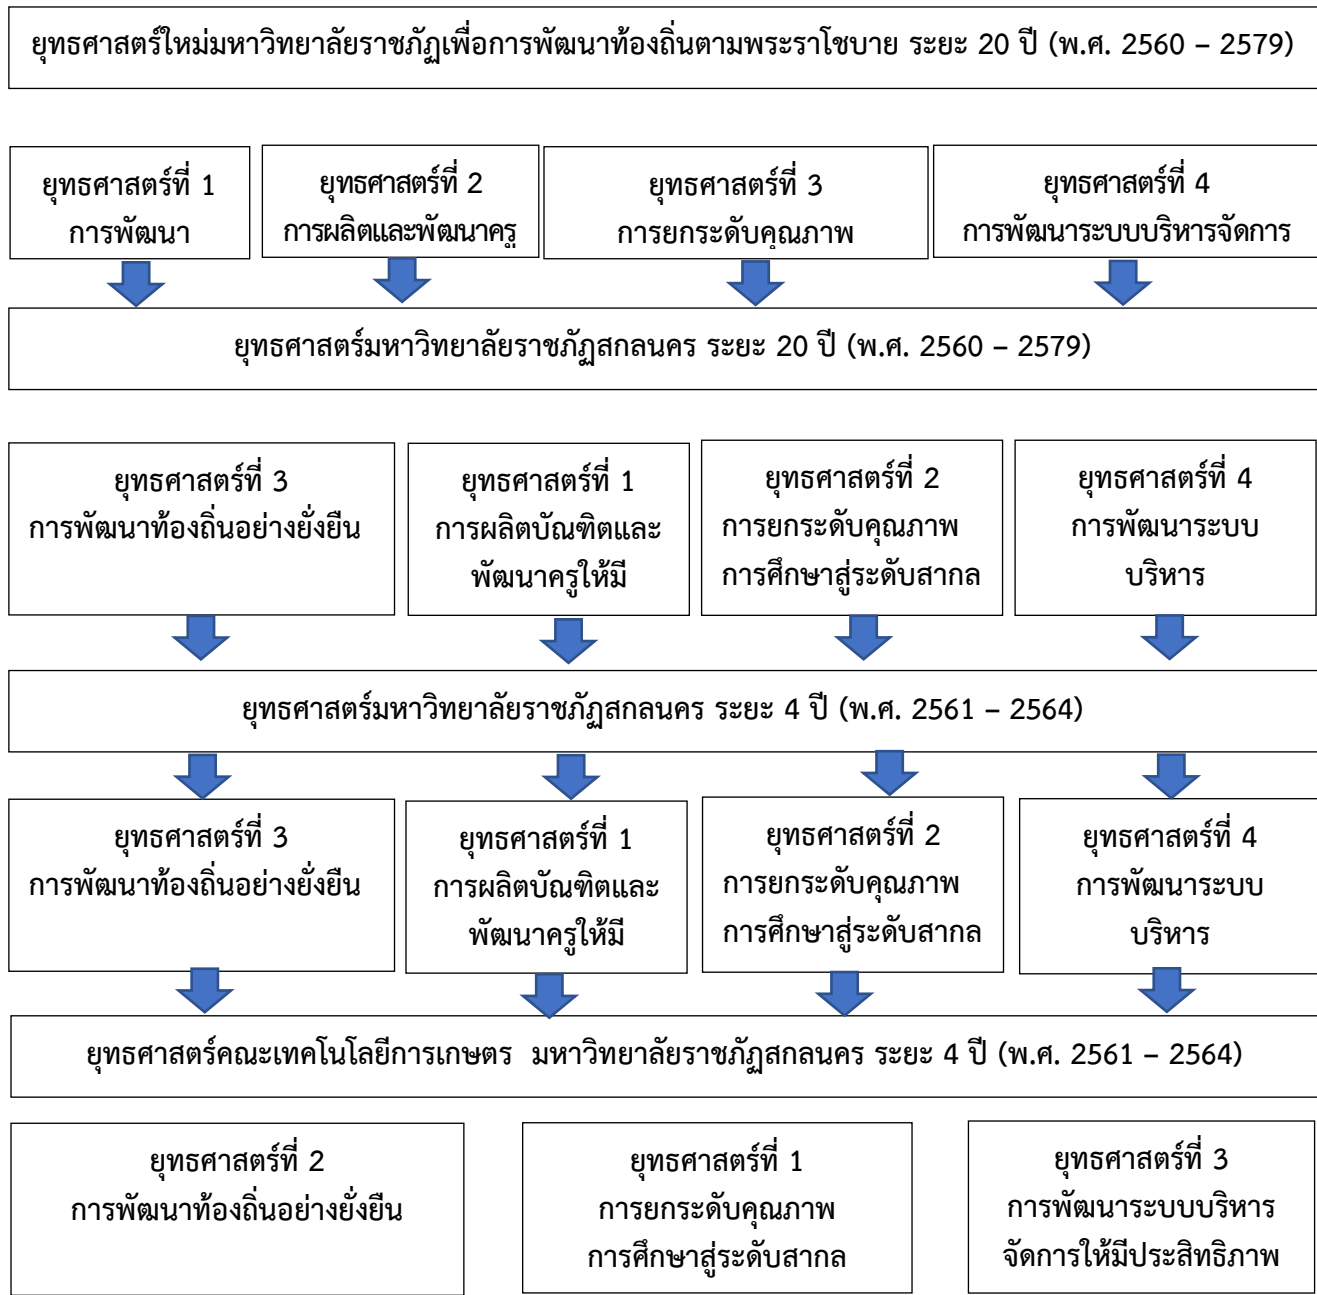 ยุทธศาสตร์ใหม่มหาวิทยาลัยราชภัฏเพื่อการพัฒนาท้องถิ่นตามพระราโชบาย ระยะ 20 ปี (พ.ศ. 2560 – 2579)
ยุทธศาสตร์ที่ 1
การพัฒนา
ยุทธศาสตร์ที่ 2
การผลิตและพัฒนาครู
ยุทธศาสตร์ที่ 3
การยกระดับคุณภาพ
ยุทธศาสตร์ที่ 4
การพัฒนาระบบบริหารจัดการ
ยุทธศาสตร์มหาวิทยาลัยราชภัฏสกลนคร ระยะ 20 ปี (พ.ศ. 2560 – 2579)
ยุทธศาสตร์ที่ 3
การพัฒนาท้องถิ่นอย่างยั่งยืน
ยุทธศาสตร์ที่ 1
การผลิตบัณฑิตและ
พัฒนาครูให้มี
ยุทธศาสตร์ที่ 2
การยกระดับคุณภาพ
การศึกษาสู่ระดับสากล
ยุทธศาสตร์ที่ 4
การพัฒนาระบบ
บริหาร
ยุทธศาสตร์มหาวิทยาลัยราชภัฏสกลนคร ระยะ 4 ปี (พ.ศ. 2561 – 2564)
ยุทธศาสตร์ที่ 3
การพัฒนาท้องถิ่นอย่างยั่งยืน
ยุทธศาสตร์ที่ 1
การผลิตบัณฑิตและ
พัฒนาครูให้มี
ยุทธศาสตร์ที่ 2
การยกระดับคุณภาพ
การศึกษาสู่ระดับสากล
ยุทธศาสตร์ที่ 4
การพัฒนาระบบ
บริหาร
ยุทธศาสตร์คณะเทคโนโลยีการเกษตร มหาวิทยาลัยราชภัฏสกลนคร ระยะ 4 ปี (พ.ศ. 2561 – 2564)
ยุทธศาสตร์ที่ 2
การพัฒนาท้องถิ่นอย่างยั่งยืน
ยุทธศาสตร์ที่ 1
การยกระดับคุณภาพ
การศึกษาสู่ระดับสากล
ยุทธศาสตร์ที่ 3
การพัฒนาระบบบริหาร
จัดการให้มีประสิทธิภาพ